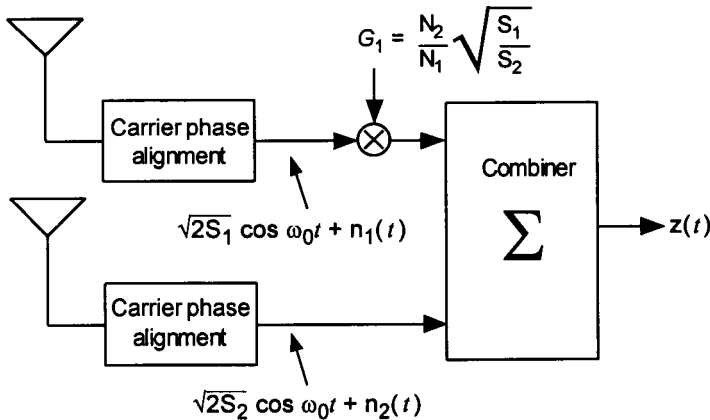 G₁ = N₂/N₁ √(S₁/S₂)
Carrier phase
alignment
Combiner
Σ
√2S₁ cos ω₀t + n₁(t)
z(t)
Carrier phase
alignment
√2S₂ cos ω₀t + n₂(t)